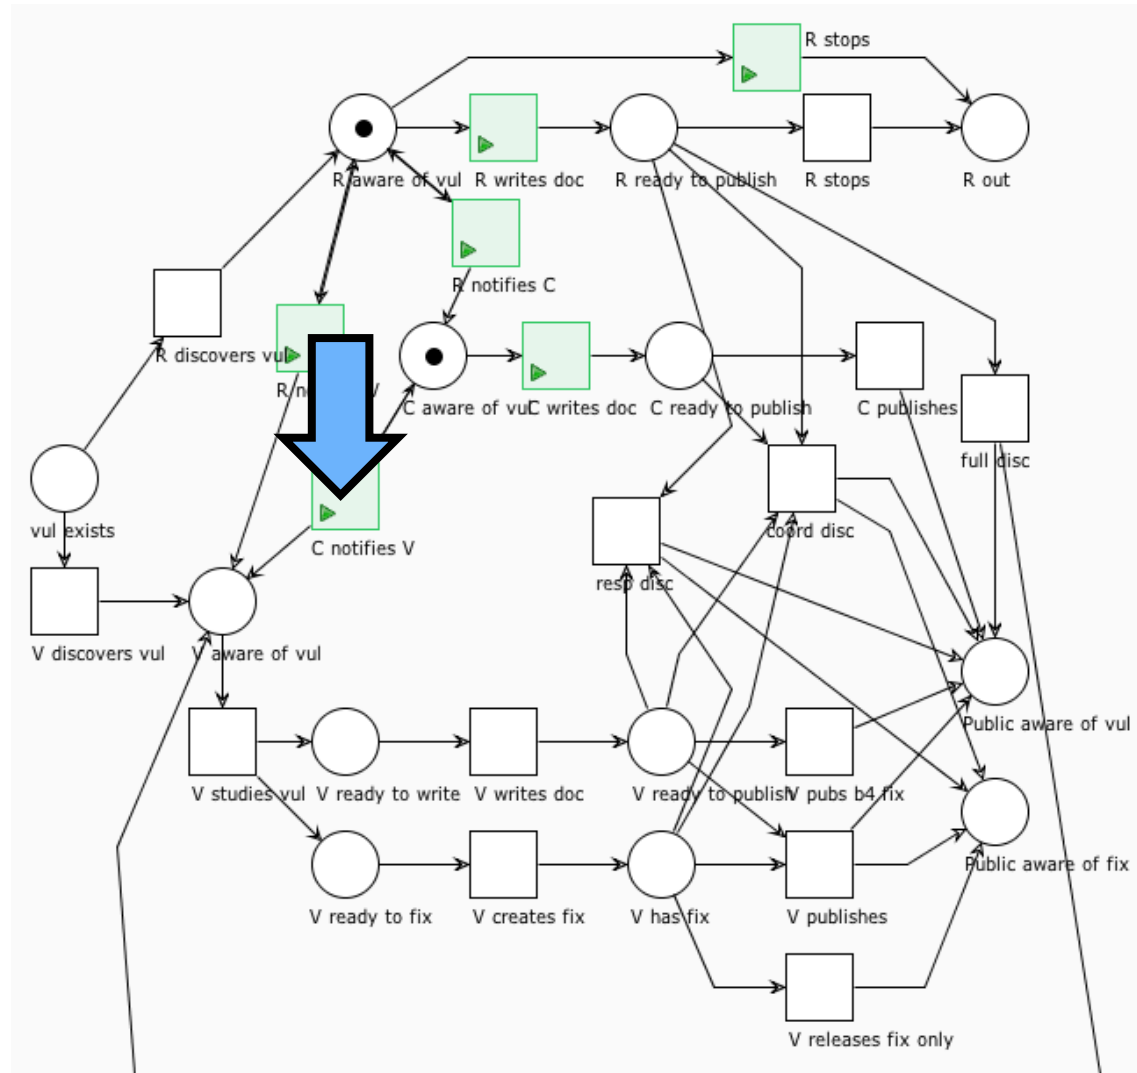 R stops
R aware of vul
R writes doc
R ready to publish
R stops
R out
R notifies C
R discovers vul
R
V
C aware of vul
C writes doc
C ready to publish
C publishes
full disc
vul exists
coord disc
C notifies V
resp disc
V discovers vul
V aware of vul
Public aware of vul
V studies vul
V ready to write
V writes doc
V ready to publish
V pubs b4 fix
Public aware of fix
V ready to fix
V creates fix
V has fix
V publishes
V releases fix only